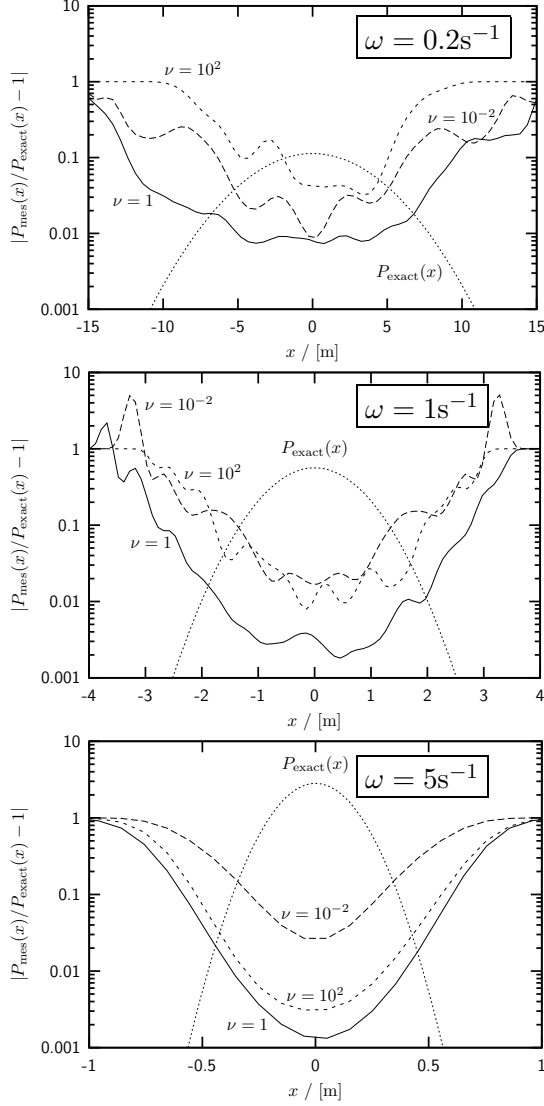 10
1
0.1
0.01
0.001
|P_mes(x)/P_exact(x) − 1|
ω = 0.2s⁻¹
ν = 10²
ν = 10⁻²
ν = 1
P_exact(x)
-15 -10 -5 0 5 10 15
x / [m]
10
1
0.1
0.01
0.001
|P_mes(x)/P_exact(x) − 1|
ω = 1s⁻¹
ν = 10⁻²
P_exact(x)
ν = 10²
ν = 1
-4 -3 -2 -1 0 1 2 3 4
x / [m]
10
1
0.1
0.01
0.001
|P_mes(x)/P_exact(x) − 1|
P_exact(x)
ω = 5s⁻¹
ν = 10⁻²
ν = 10²
ν = 1
-1 -0.5 0 0.5 1
x / [m]